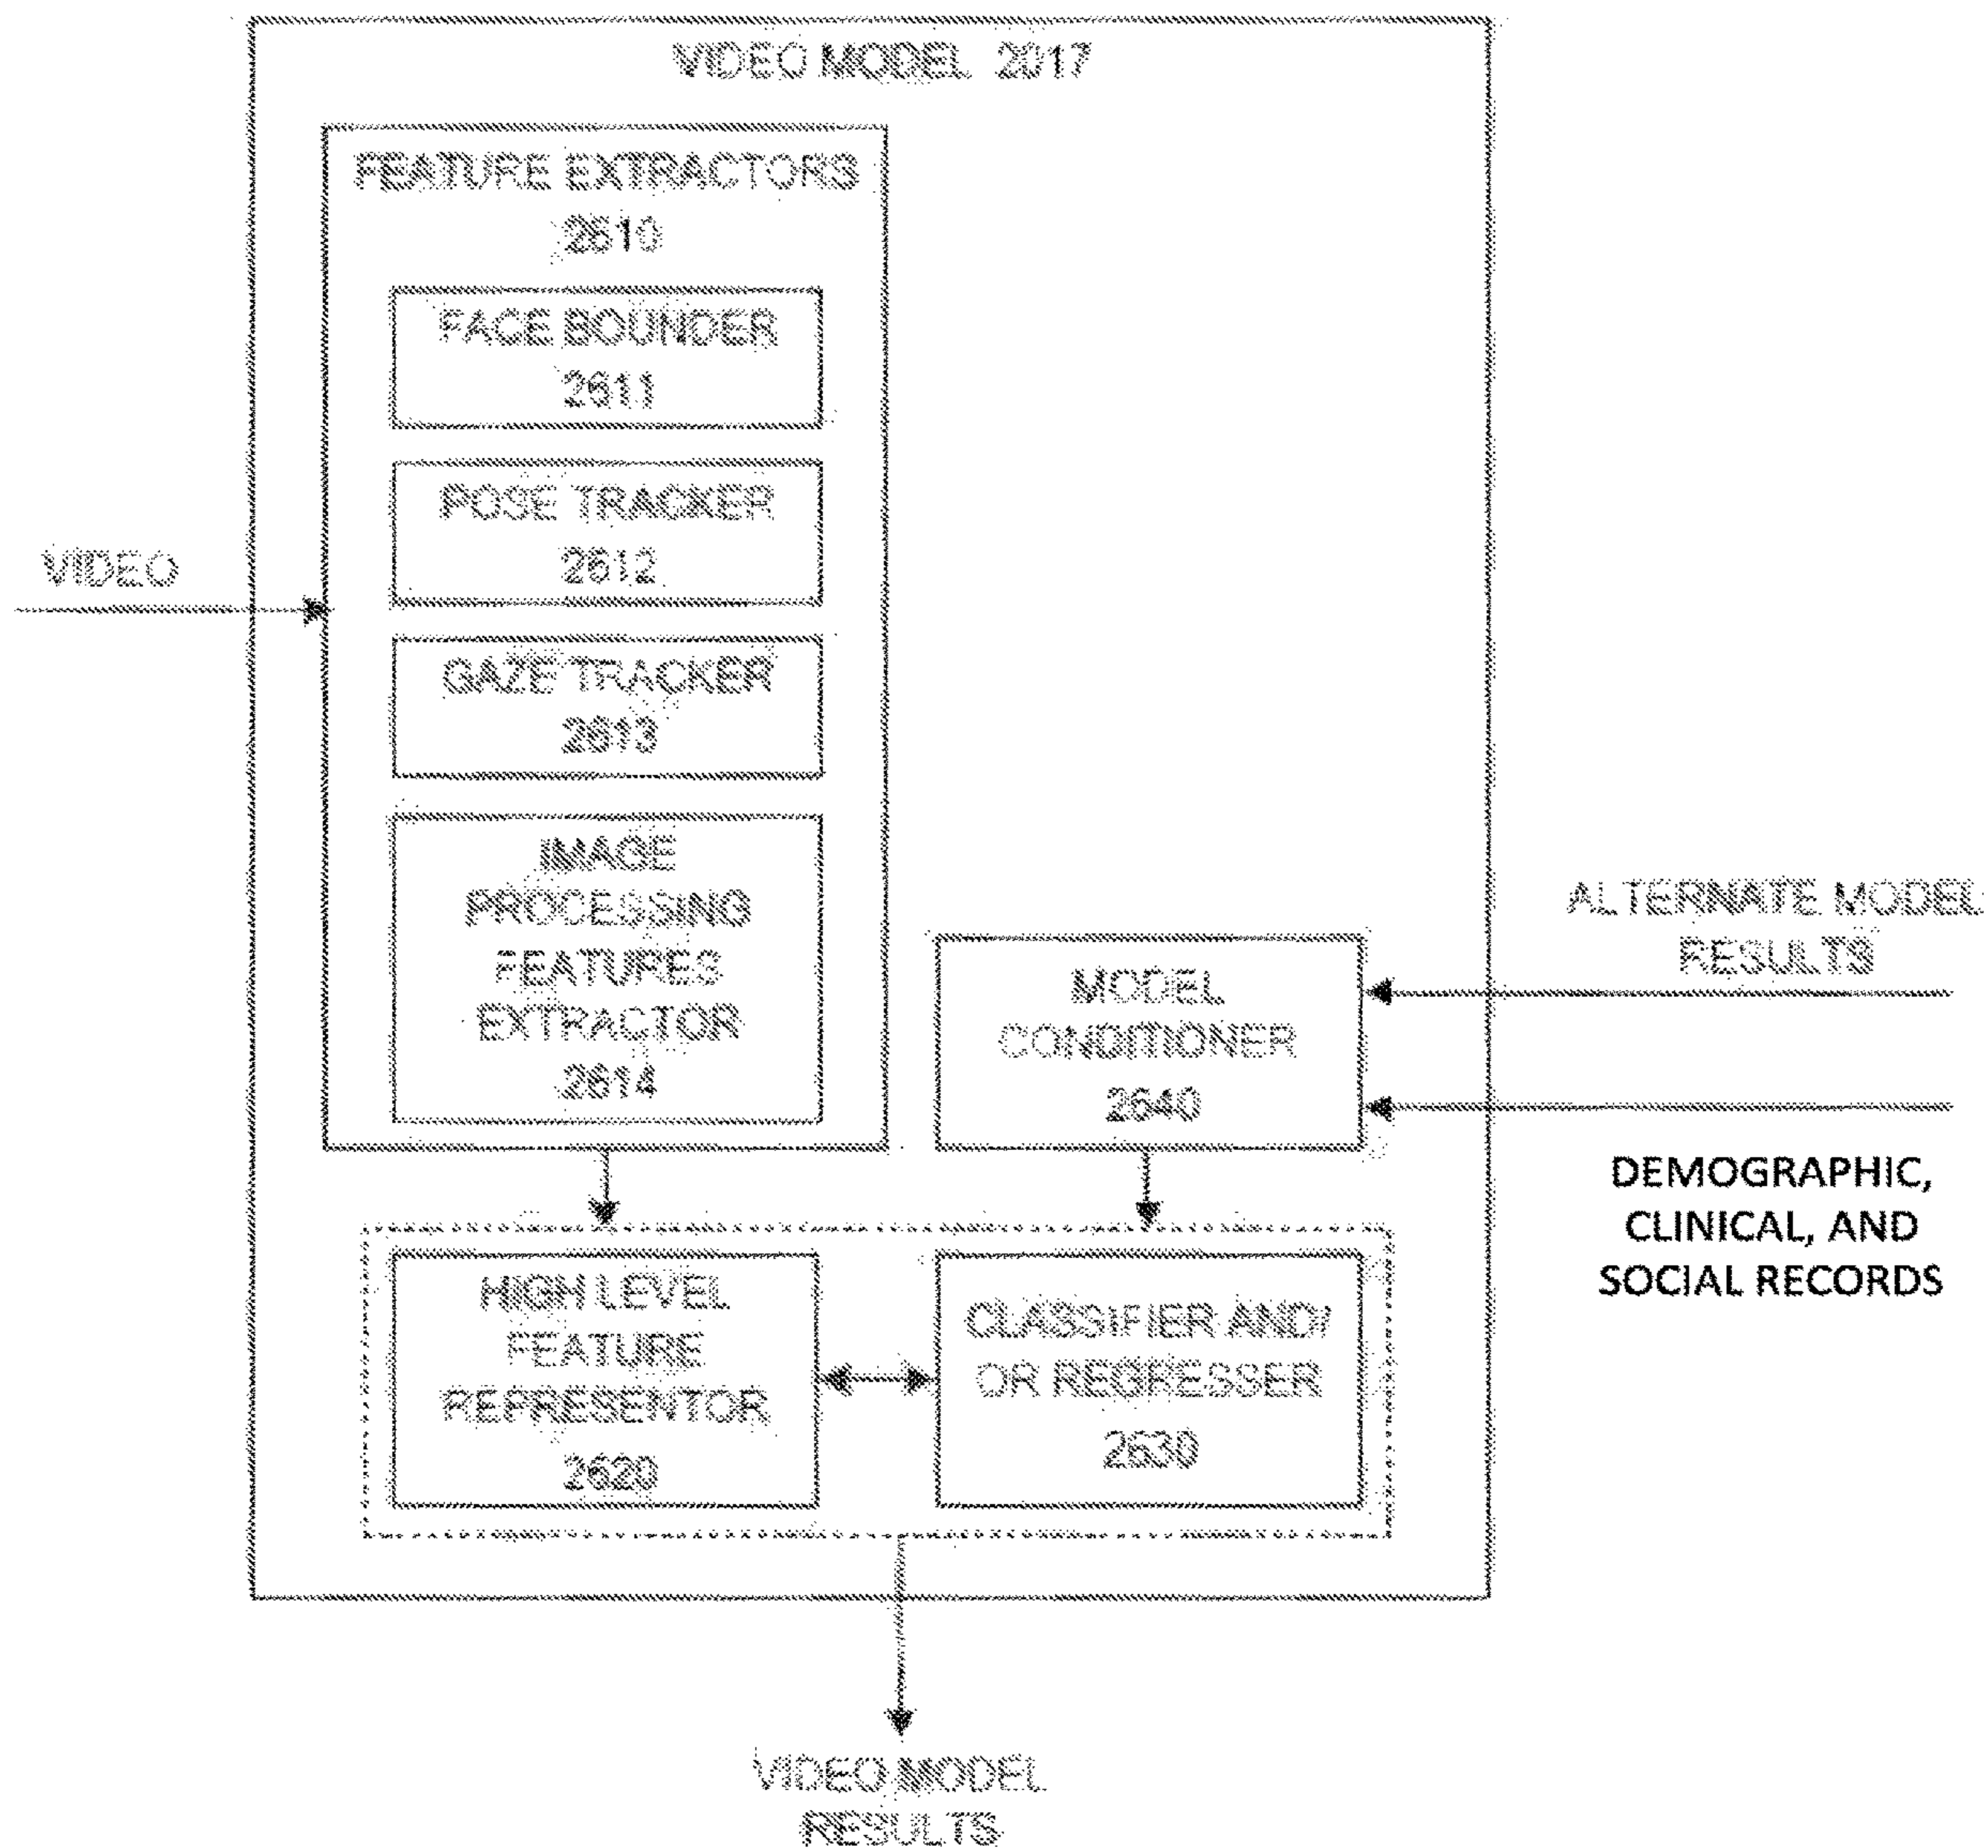 VIDEO MODEL 2017
FEATURE EXTRACTORS
2610
FACE BOUNDER
2611
POSE TRACKER
2612
VIDEO
GAZE TRACKER
2613
IMAGE
PROCESSING
FEATURES
EXTRACTOR
2614
MODEL
CONDITIONER
2640
ALTERNATE MODEL
RESULTS
DEMOGRAPHIC,
CLINICAL, AND
SOCIAL RECORDS
HIGH LEVEL
FEATURE
REPRESENTOR
2620
CLASSIFIER AND/
OR REGRESSER
2630
VIDEO MODEL
RESULTS